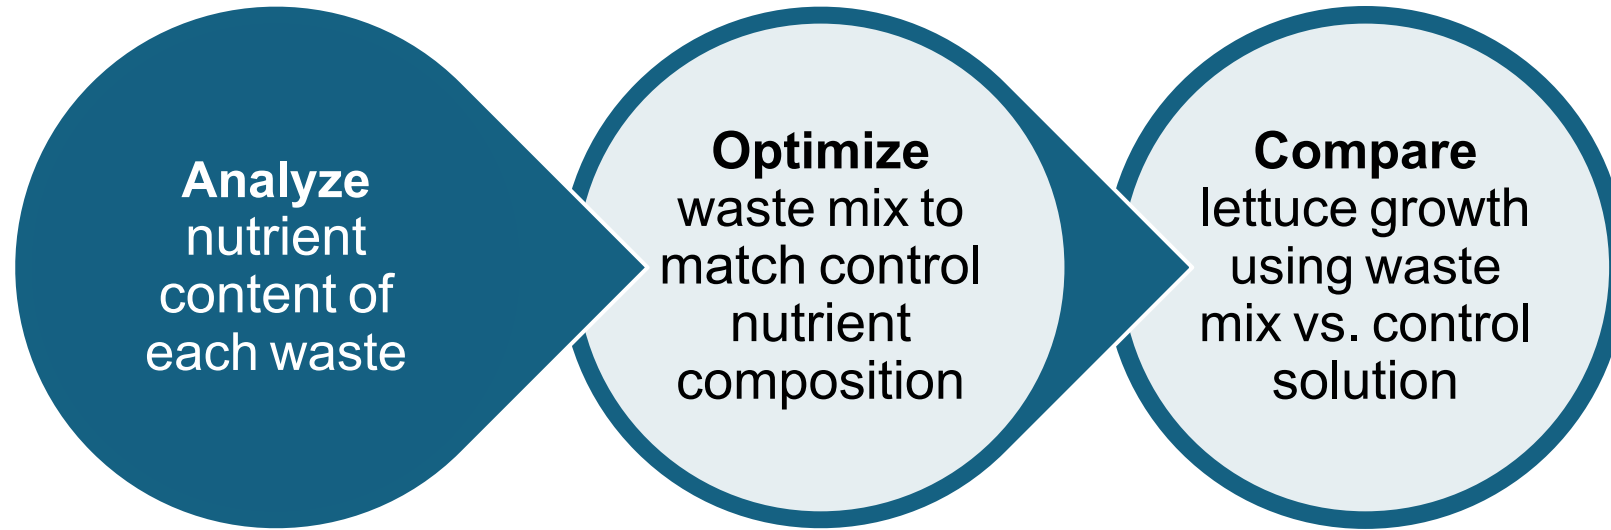 Analyze
nutrient
content of
each waste
Optimize
waste mix to
match control
nutrient
composition
Compare
lettuce growth
using waste
mix vs. control
solution